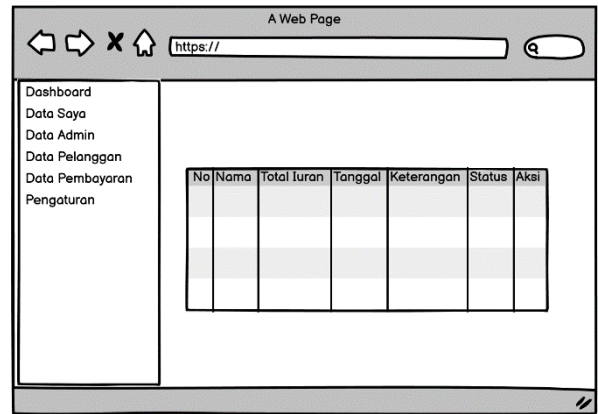 A Web Page
https://
Dashboard
Data Saya
Data Admin
Data Pelanggan
Data Pembayaran
Pengaturan
No Nama Total Iuran Tanggal Keterangan Status Aksi